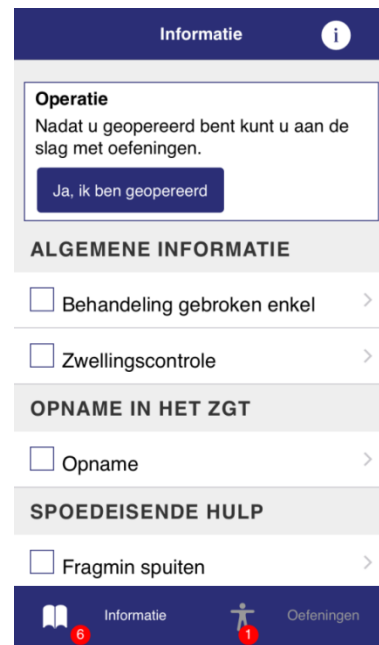 Informatie
i
Operatie
Nadat u geopereerd bent kunt u aan de
slag met oefeningen.
Ja, ik ben geopereerd
ALGEMENE INFORMATIE
Behandeling gebroken enkel
Zwellingscontrole
OPNAME IN HET ZGT
Opname
SPOEDEISENDE HULP
Fragmin spuiten
6 Informatie 1 Oefeningen